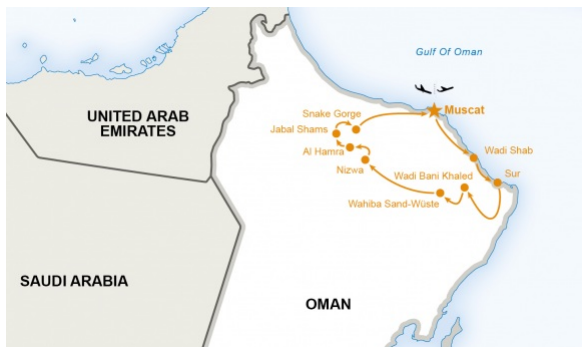 Gulf Of Oman
UNITED ARAB
EMIRATES
Snake Gorge
Muscat
Jabal Shams
Al Hamra
Wadi Shab
Nizwa
Wadi Bani Khaled
Sur
Wahiba Sand-Wüste
SAUDI ARABIA
OMAN